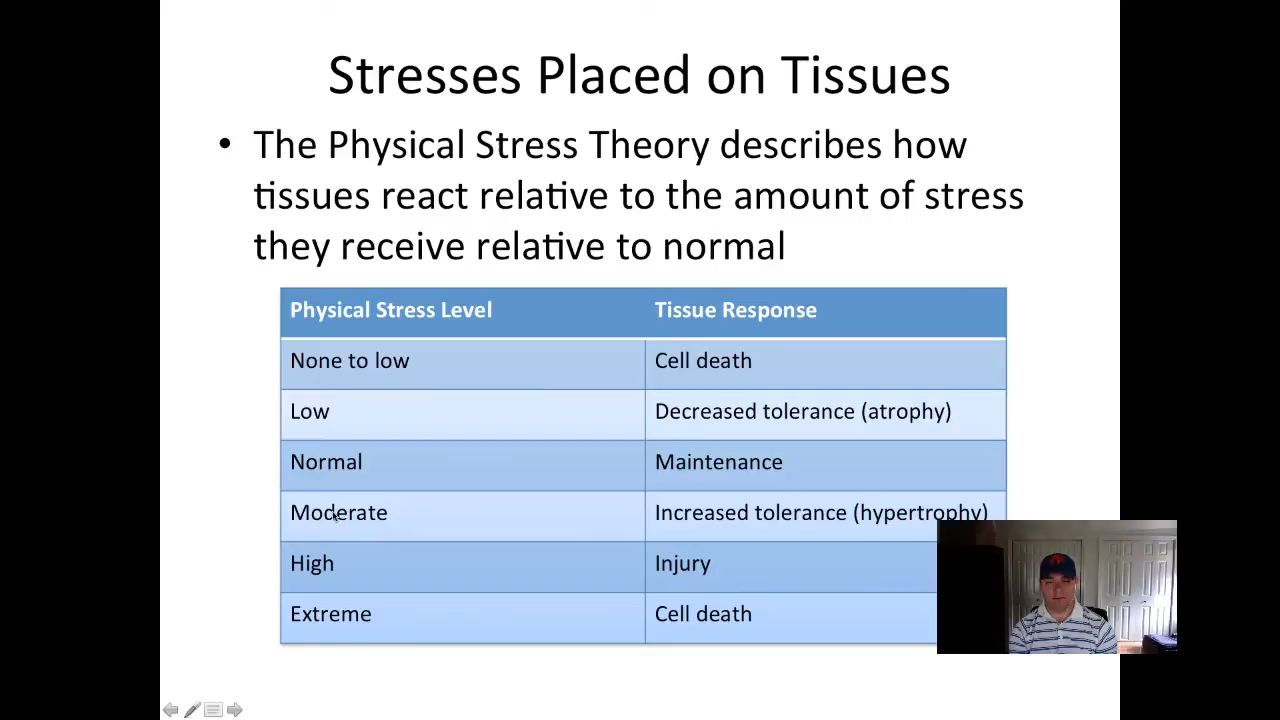 Stresses Placed on Tissues
• The Physical Stress Theory describes how
tissues react relative to the amount of stress
they receive relative to normal
Physical Stress Level Tissue Response
None to low Cell death
Low Decreased tolerance (atrophy)
Normal Maintenance
Moderate Increased tolerance (hypertrophy)
High Injury
Extreme Cell death